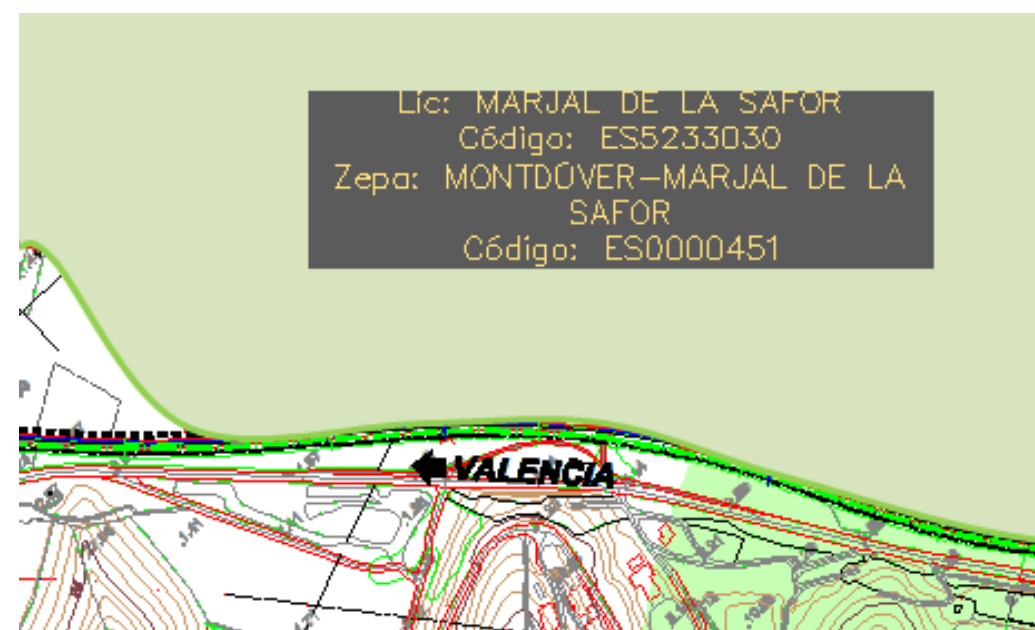 Lic: MARJAL DE LA SAFOR
Código: ES5233030
Zepa: MONTDÚVER-MARJAL DE LA
SAFOR
Código: ES0000451
VALENCIA